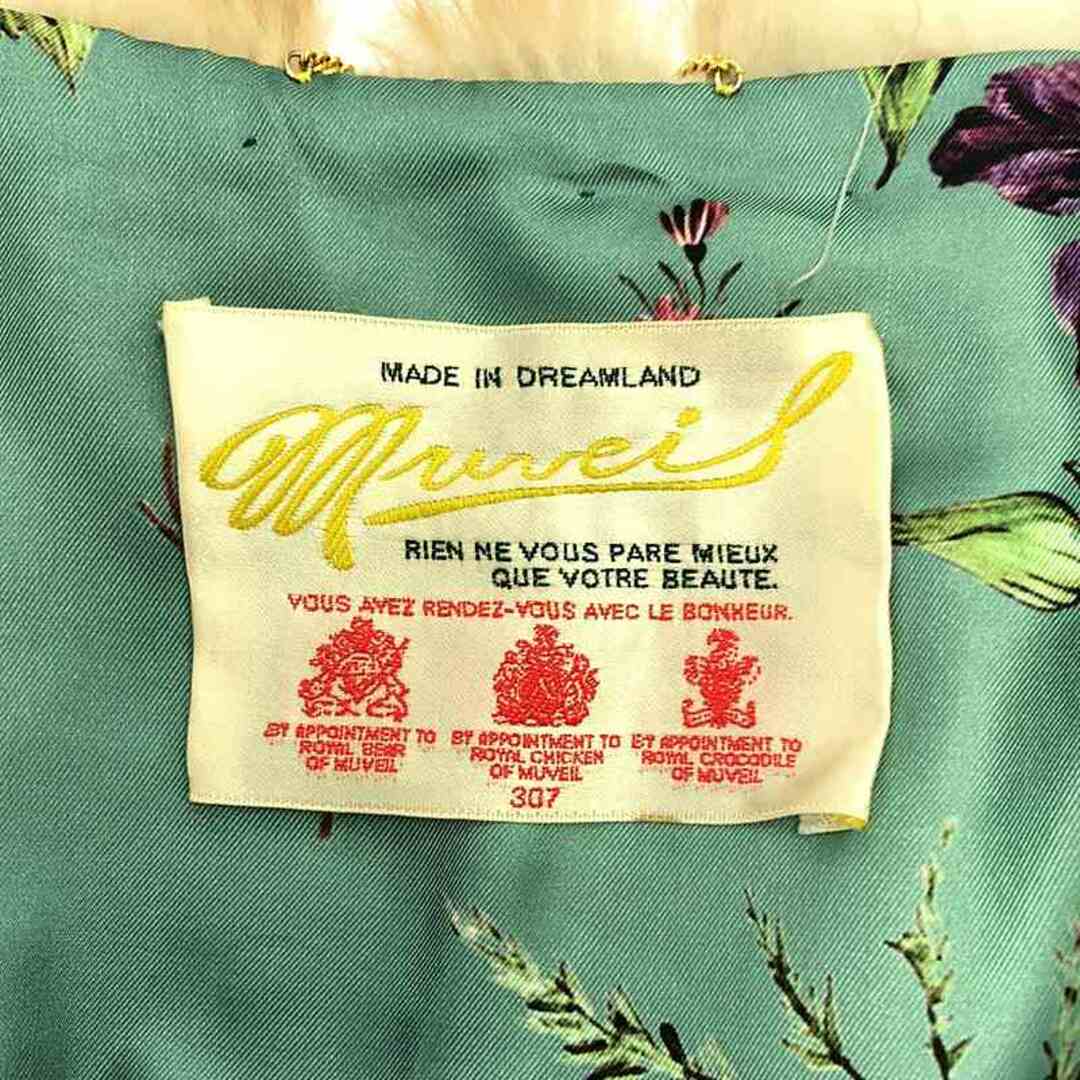 MADE IN DREAMLAND
Muveil
RIEN NE VOUS PARE MIEUX
QUE VOTRE BEAUTE.
VOUS AVEZ RENDEZ-VOUS AVEC LE BONHEUR.
BY APPOINTMENT TO
ROYAL BEAR
OF MUVEIL
BY APPOINTMENT TO
ROYAL CHICKEN
OF MUVEIL
BY APPOINTMENT TO
ROYAL CROCODILE
OF MUVEIL
307